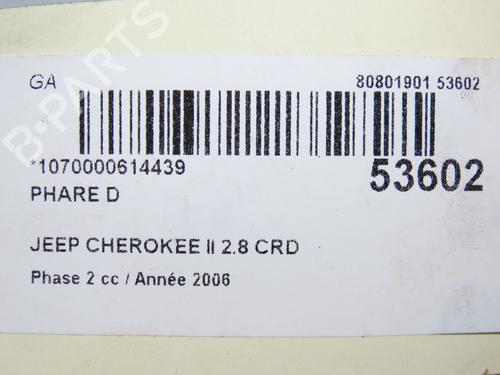 GA 80801901 53602
*1070000614439 53602
PHARE D
JEEP CHEROKEE II 2.8 CRD
Phase 2 cc / Année 2006
B-PARTS